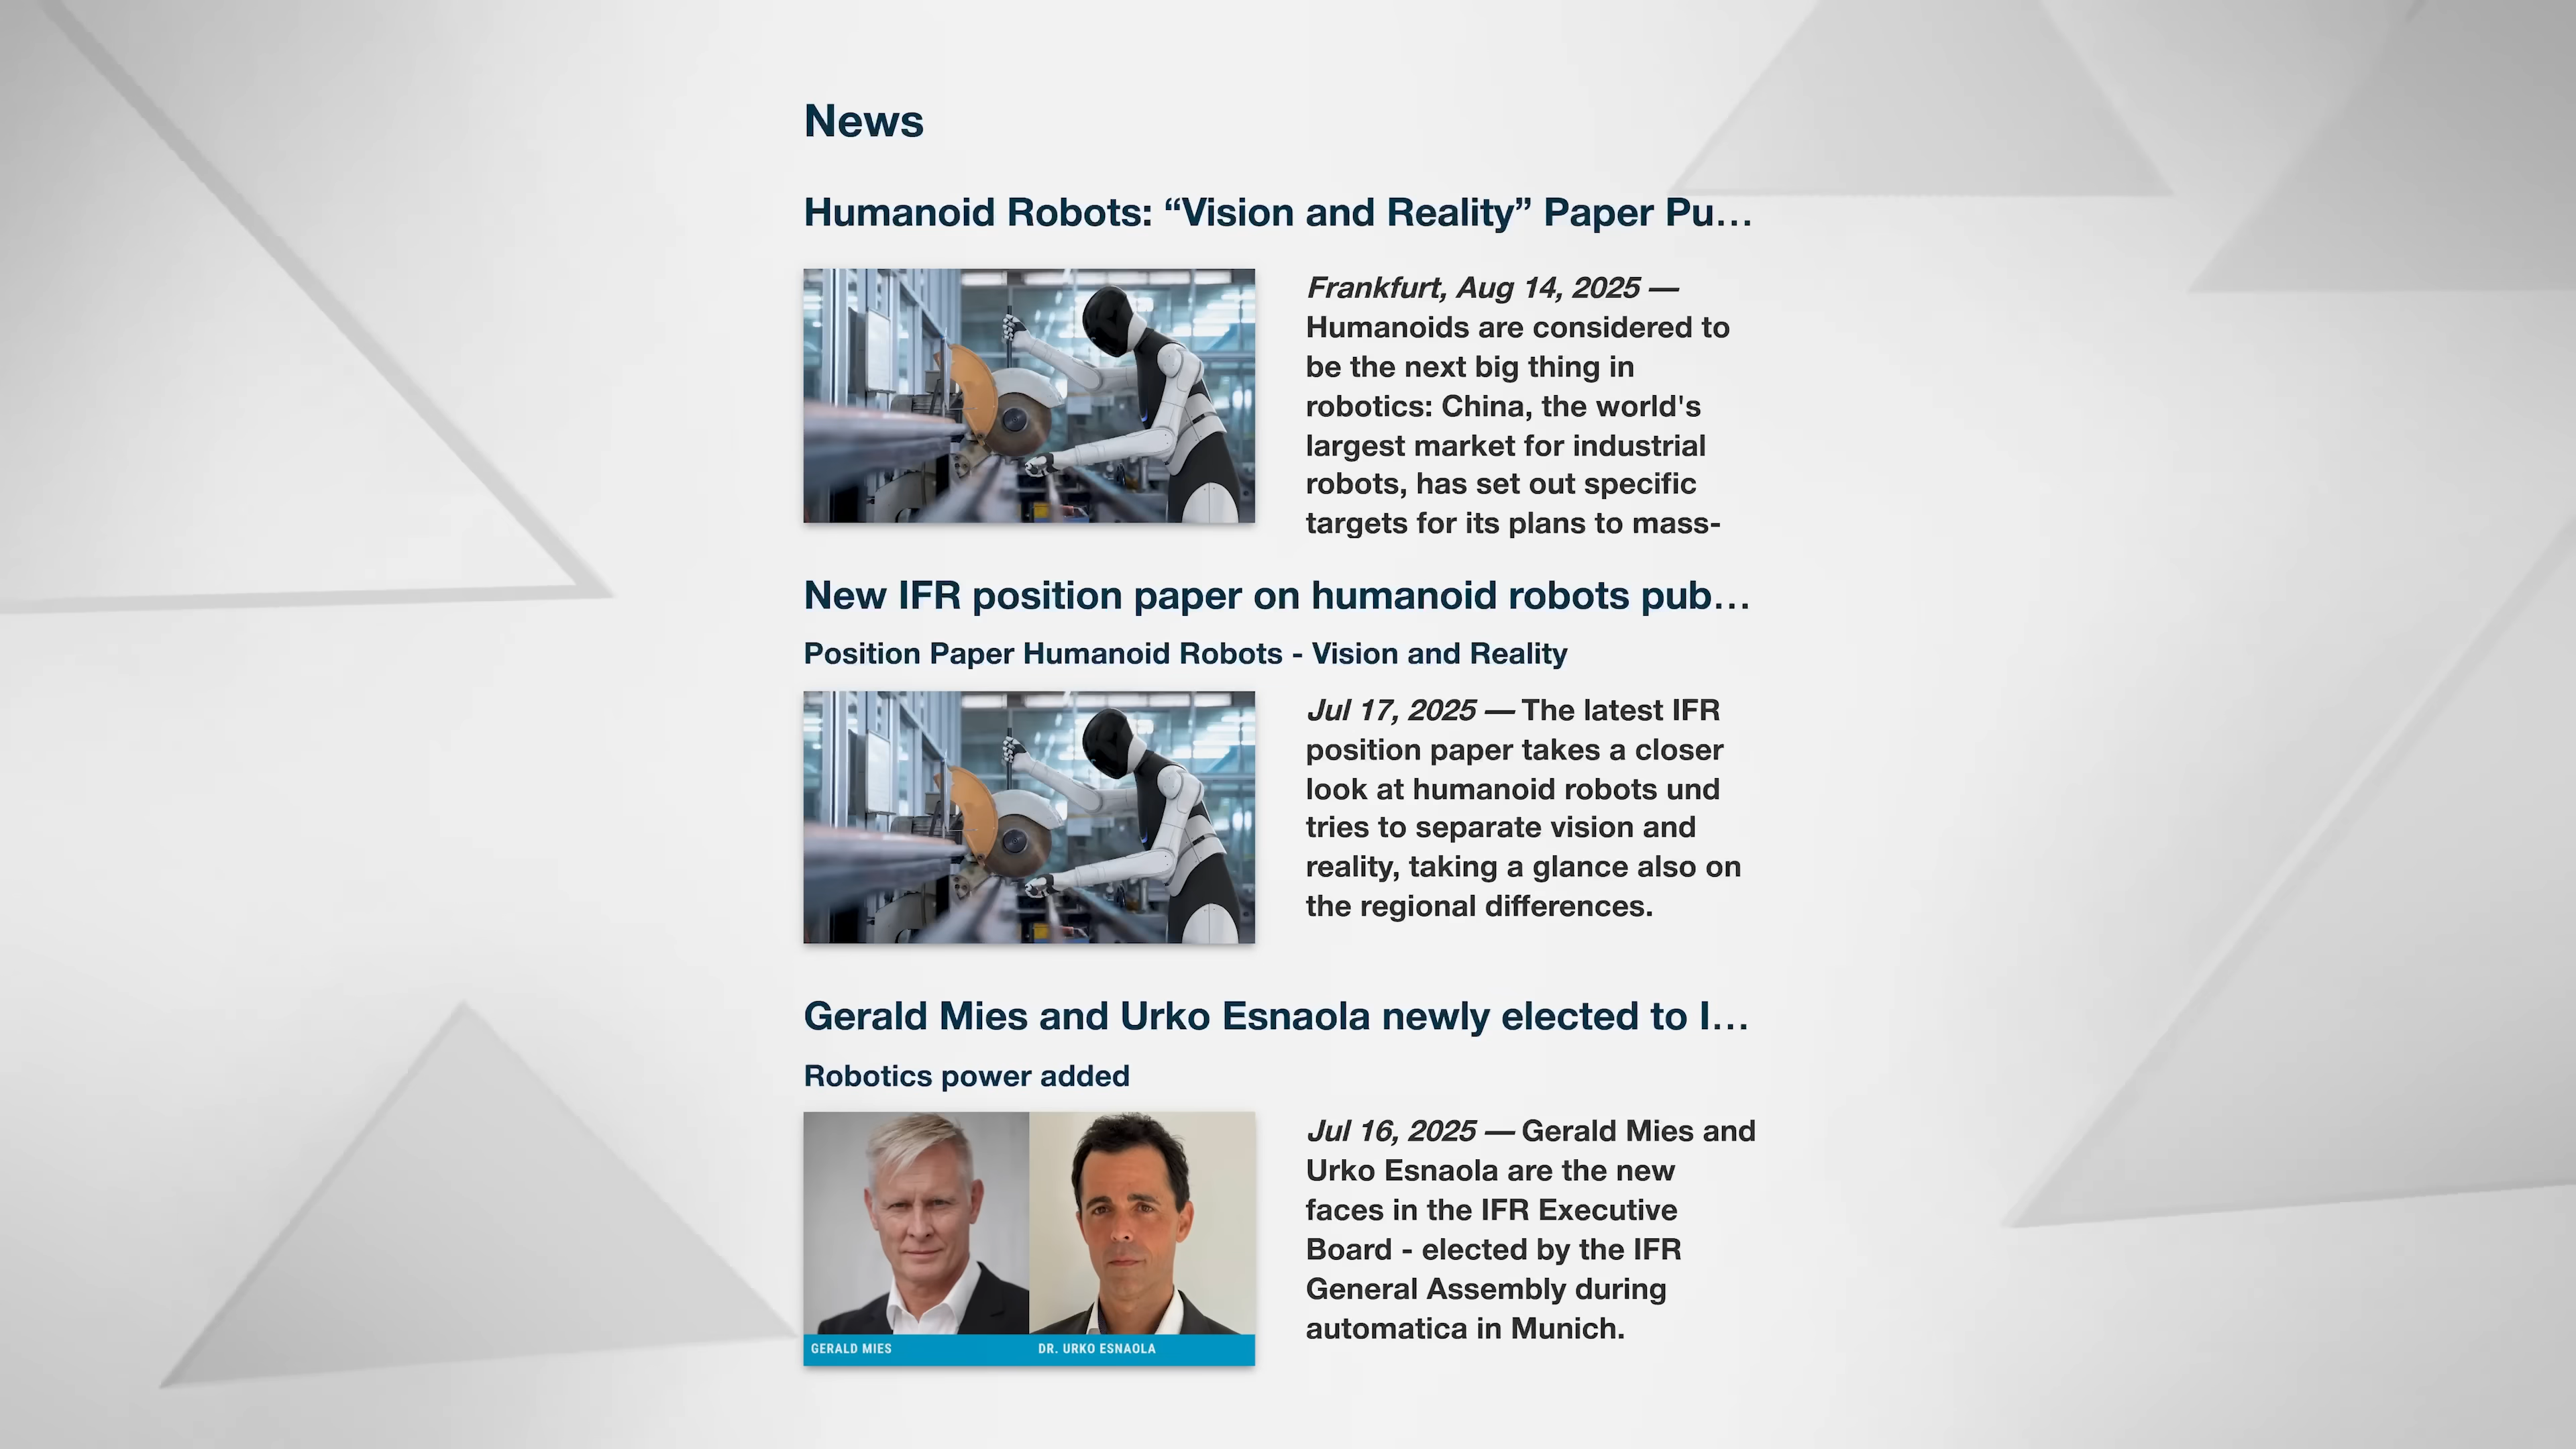 News
Humanoid Robots: “Vision and Reality” Paper Pu…
Frankfurt, Aug 14, 2025 —
Humanoids are considered to
be the next big thing in
robotics: China, the world's
largest market for industrial
robots, has set out specific
targets for its plans to mass-
New IFR position paper on humanoid robots pub…
Position Paper Humanoid Robots - Vision and Reality
Jul 17, 2025 — The latest IFR
position paper takes a closer
look at humanoid robots und
tries to separate vision and
reality, taking a glance also on
the regional differences.
Gerald Mies and Urko Esnaola newly elected to I…
Robotics power added
GERALD MIES
DR. URKO ESNAOLA
Jul 16, 2025 — Gerald Mies and
Urko Esnaola are the new
faces in the IFR Executive
Board - elected by the IFR
General Assembly during
automatica in Munich.